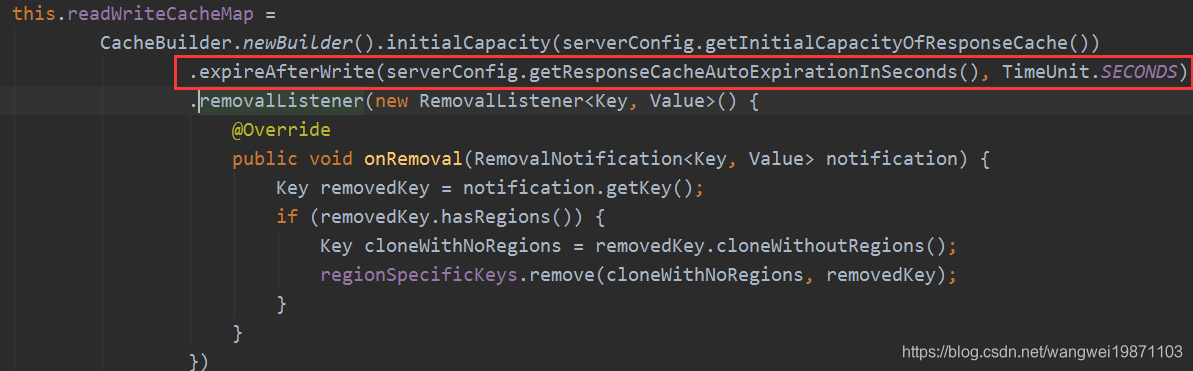 this.readWriteCacheMap =
CacheBuilder.newBuilder().initialCapacity(serverConfig.getInitialCapacityOfResponseCache())
.expireAfterWrite(serverConfig.getResponseCacheAutoExpirationInSeconds(), TimeUnit.SECONDS)
.removalListener(new RemovalListener<Key, Value>() {
@Override
public void onRemoval(RemovalNotification<Key, Value> notification) {
Key removedKey = notification.getKey();
if (removedKey.hasRegions()) {
Key cloneWithNoRegions = removedKey.cloneWithoutRegions();
regionSpecificKeys.remove(cloneWithNoRegions, removedKey);
}
}
})
https://blog.csdn.net/wangwei19871103